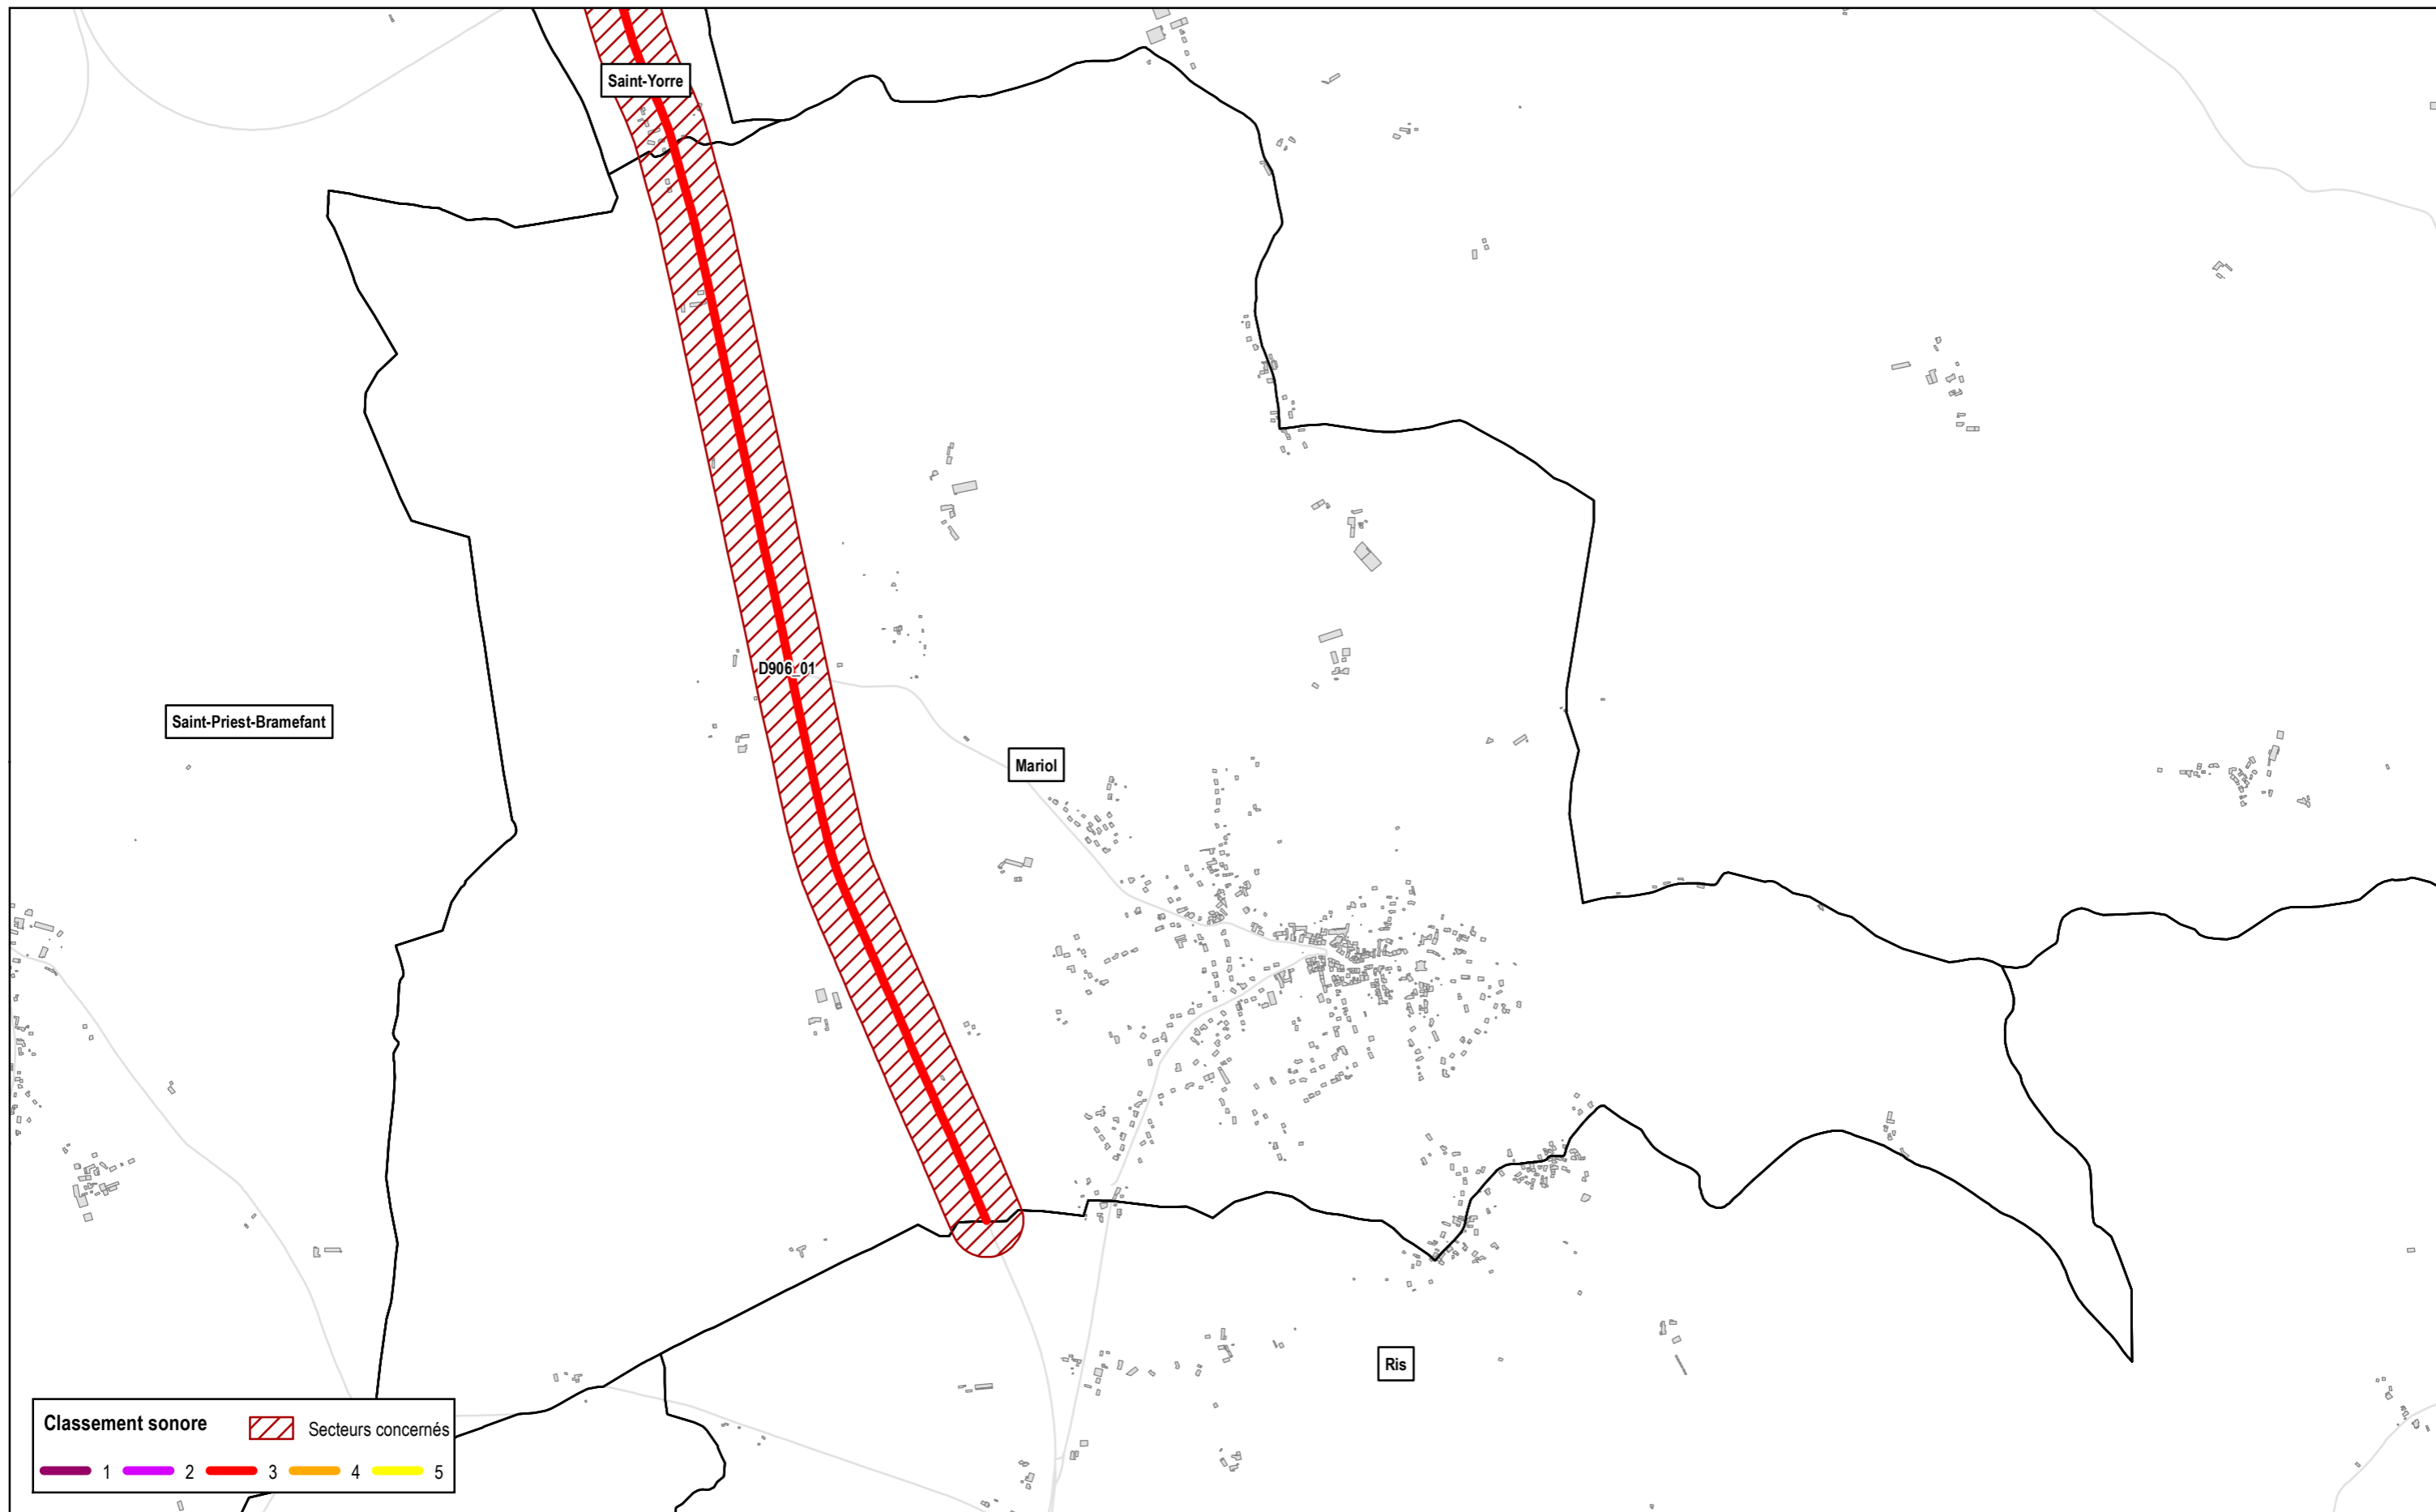 Saint-Yorre
D906_01
Saint-Priest-Bramefant
Mariol
Ris
Classement sonore
Secteurs concernés
1 2 3 4 5